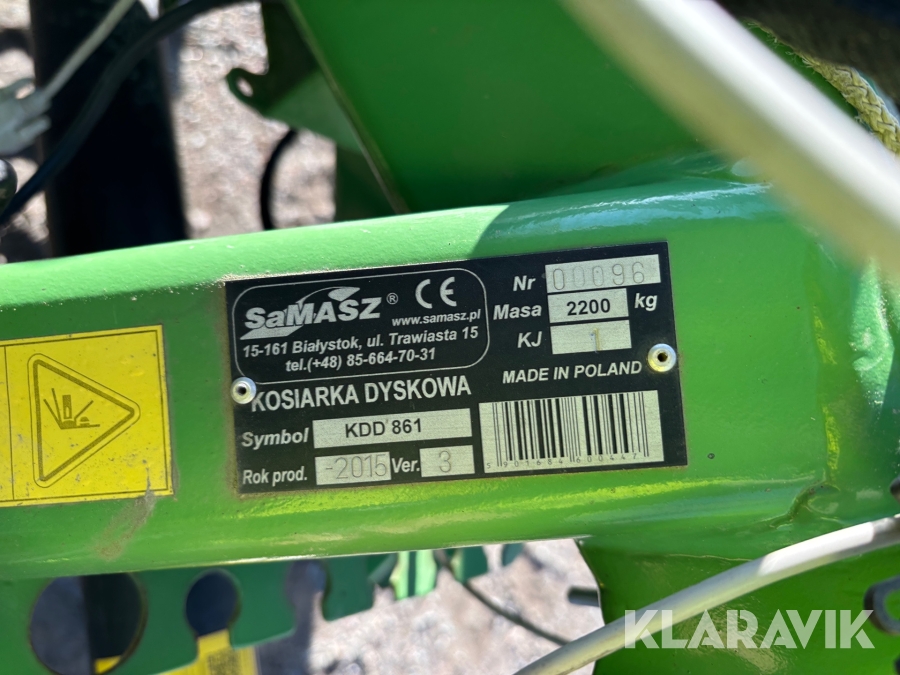 SaMASZ ® CE
www.samasz.pl
15-161 Białystok, ul. Trawiasta 15
tel.(+48) 85-664-70-31
Nr 00096
Masa 2200 kg
KJ 1
MADE IN POLAND
KOSIARKA DYSKOWA
Symbol KDD 861
Rok prod. -2015 Ver. 3
5901684600447
KLARAVIK